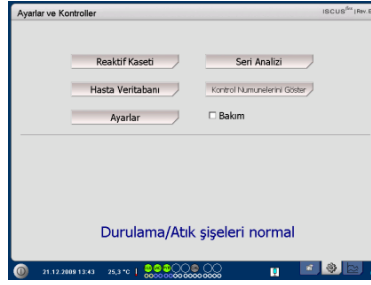 Ayarlar ve Kontroller
ISCUS
Reaktif Kaseti
Seri Analizi
Hasta Veritabanı
Kontrol Numunelerini Göster
Ayarlar
Bakım
Durulama/Atık şişeleri normal
21.12.2009 13:43 25,3 °C